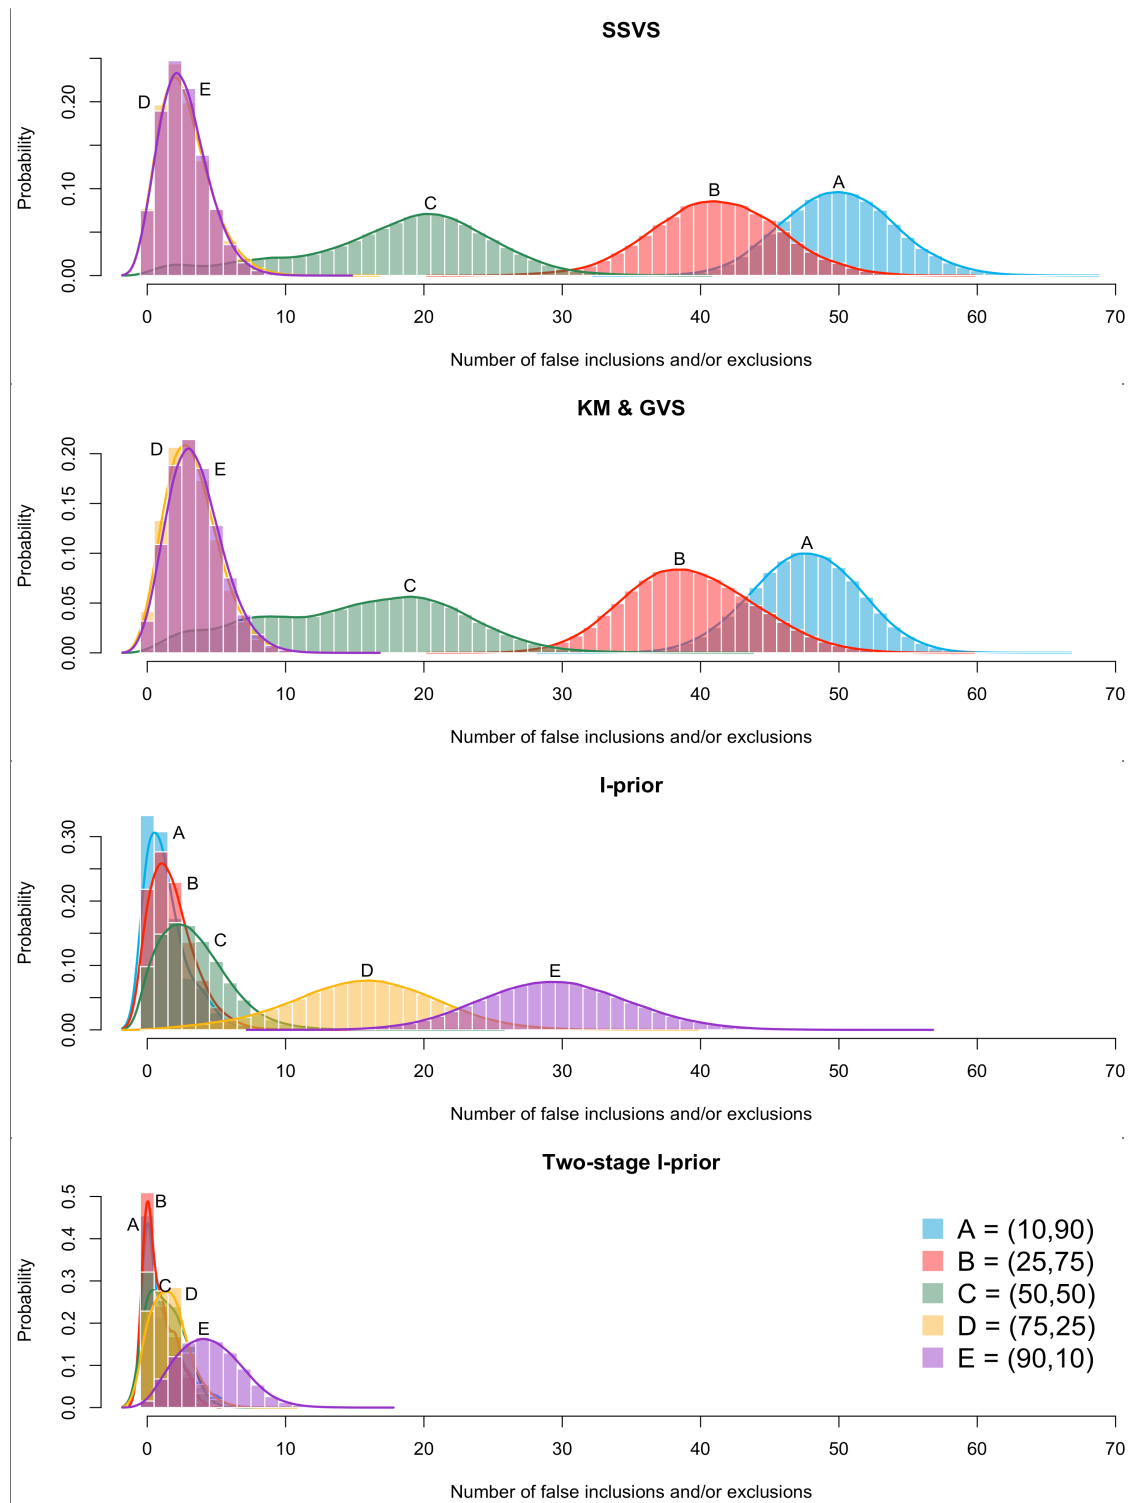 SSVS
Probability
0.00 0.10 0.20
D E C B A
0 10 20 30 40 50 60 70
Number of false inclusions and/or exclusions
KM & GVS
Probability
0.00 0.05 0.10 0.15 0.20
D E C B A
0 10 20 30 40 50 60 70
Number of false inclusions and/or exclusions
I-prior
Probability
0.00 0.10 0.20 0.30
A B C D E
0 10 20 30 40 50 60 70
Number of false inclusions and/or exclusions
Two-stage I-prior
Probability
0.0 0.1 0.2 0.3 0.4 0.5
A B C D E
A = (10,90)
B = (25,75)
C = (50,50)
D = (75,25)
E = (90,10)
0 10 20 30 40 50 60 70
Number of false inclusions and/or exclusions